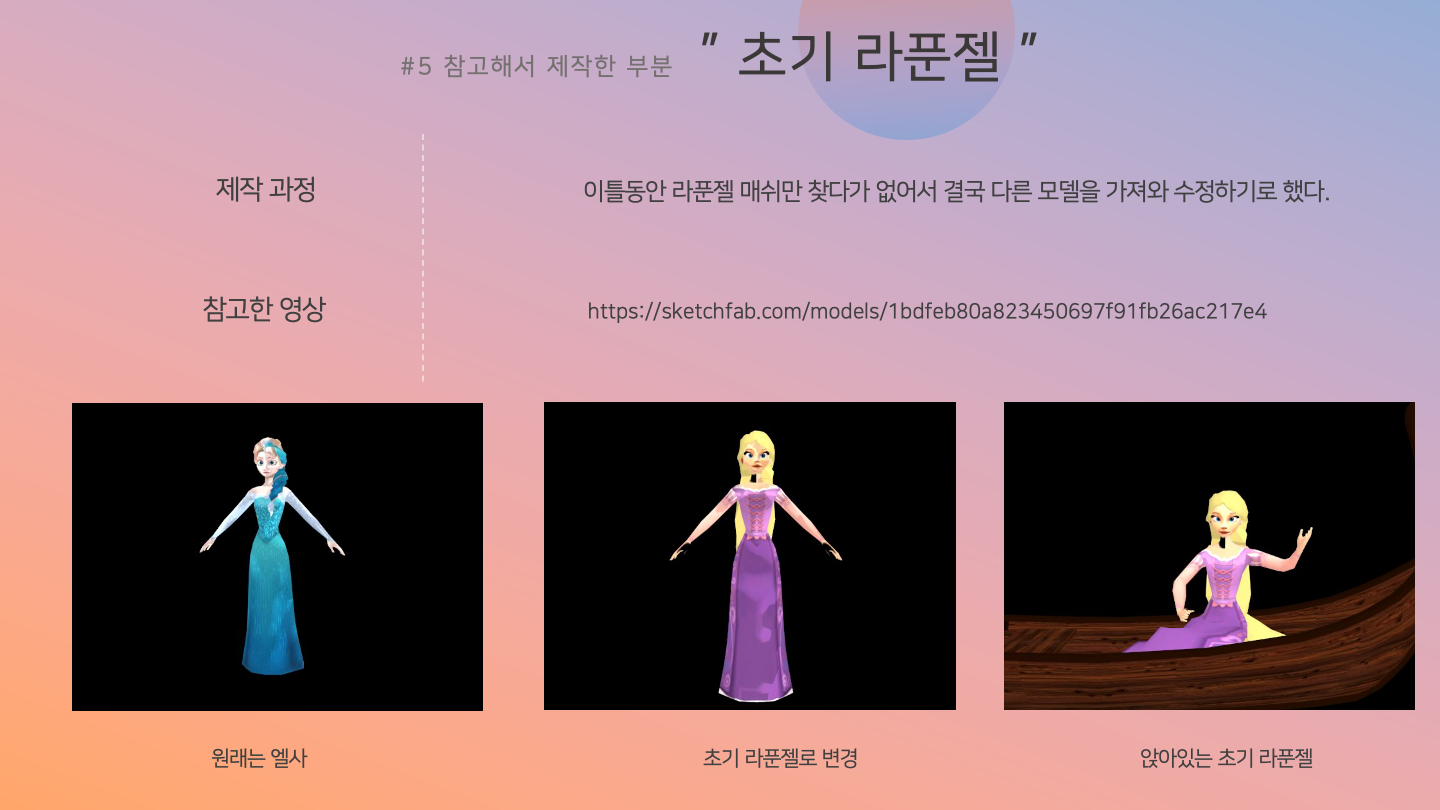 #5 참고해서 제작한 부분 " 초기 라푼젤 "
제작 과정
이틀동안 라푼젤 매쉬만 찾다가 없어서 결국 다른 모델을 가져와 수정하기로 했다.
참고한 영상
https://sketchfab.com/models/1bdfeb80a823450697f91fb26ac217e4
원래는 엘사
초기 라푼젤로 변경
앉아있는 초기 라푼젤